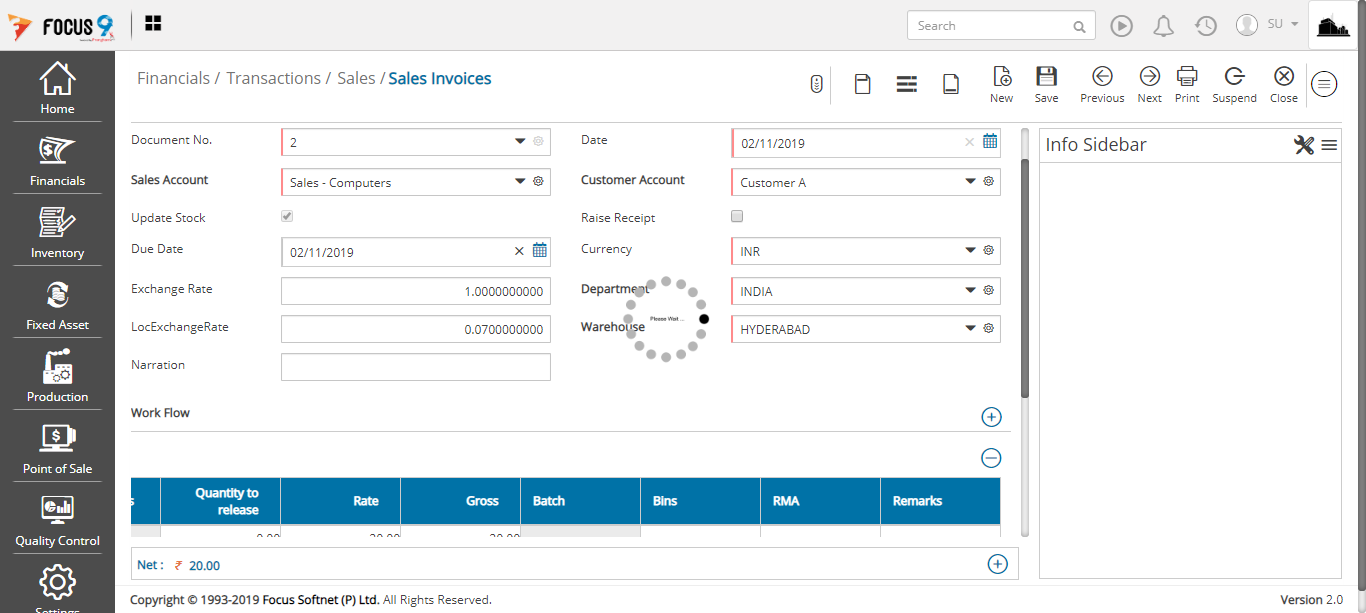 FOCUS 9
Search
SU
Home
Financials
Inventory
Fixed Asset
Production
Point of Sale
Quality Control
Settings
Financials / Transactions / Sales / Sales Invoices
New
Save
Previous
Next
Print
Suspend
Close
Document No.
2
Date
02/11/2019
Sales Account
Sales - Computers
Customer Account
Customer A
Update Stock
Raise Receipt
Due Date
02/11/2019
Currency
INR
Exchange Rate
1.0000000000
Department
INDIA
LocExchangeRate
0.0700000000
Warehouse
HYDERABAD
Please Wait ...
Narration
Work Flow
s
Quantity to
release
Rate
Gross
Batch
Bins
RMA
Remarks
0.00
20.00
20.00
Net : ₹ 20.00
Info Sidebar
Copyright © 1993-2019 Focus Softnet (P) Ltd. All Rights Reserved.
Version 2.0